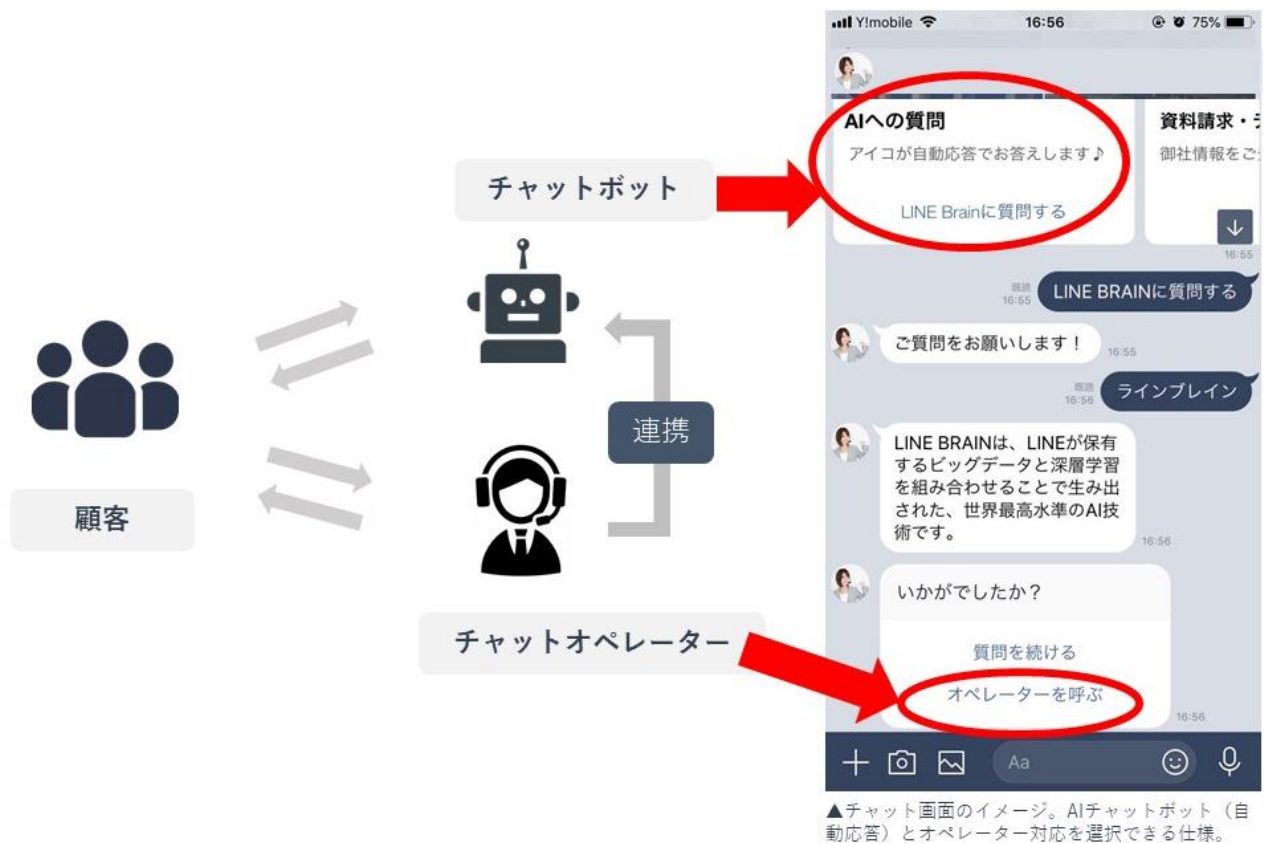 チャットボット
連携
顧客
チャットオペレーター
Y!mobile 16:56 75%
AIへの質問
アイコが自動応答でお答えします♪
LINE Brainに質問する
資料請求・
御社情報をご
16:55
既読
16:55
LINE BRAINに質問する
ご質問をお願いします！
16:55
既読
16:56
ラインブレイン
LINE BRAINは、LINEが保有
するビッグデータと深層学習
を組み合わせることで生み出
された、世界最高水準のAI技
術です。
16:56
いかがでしたか？
質問を続ける
オペレーターを呼ぶ
16:56
Aa
▲チャット画面のイメージ。AIチャットボット（自
動応答）とオペレーター対応を選択できる仕様。